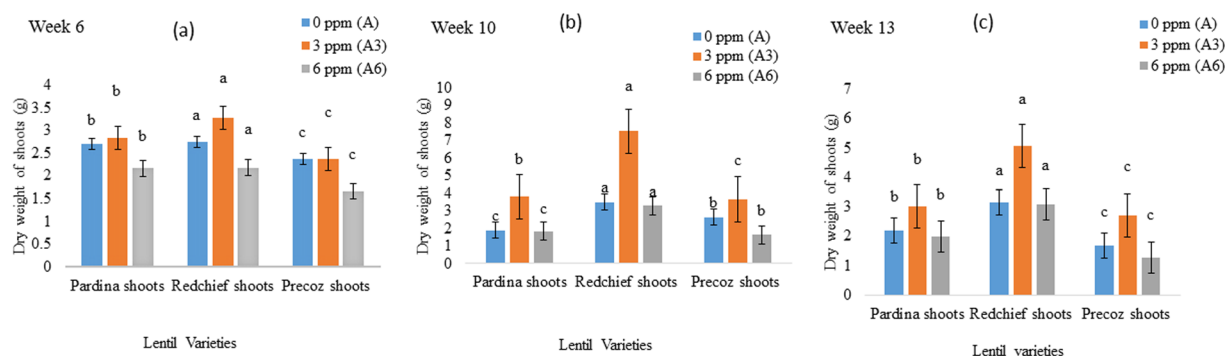 Week 6
(a)
0 ppm (A)
3 ppm (A3)
6 ppm (A6)
Dry weight of shoots (g)
4
3.5
3
2.5
2
1.5
1
0.5
0
b
b
b
a
a
a
c
c
c
Pardina shoots Redchief shoots Precoz shoots
Lentil Varieties
Week 10
(b)
0 ppm (A)
3 ppm (A3)
6 ppm (A6)
Dry weight of shoots (g)
10
9
8
7
6
5
4
3
2
1
0
c
b
c
a
a
a
b
c
b
Pardina shoots Redchief shoots Precoz shoots
Lentil Varieties
Week 13
(c)
0 ppm (A)
3 ppm (A3)
6 ppm (A6)
Dry weight of shoots (g)
7
6
5
4
3
2
1
0
b
b
b
a
a
a
c
c
c
Pardina shoots Redchief shoots Precoz shoots
Lentil varieties